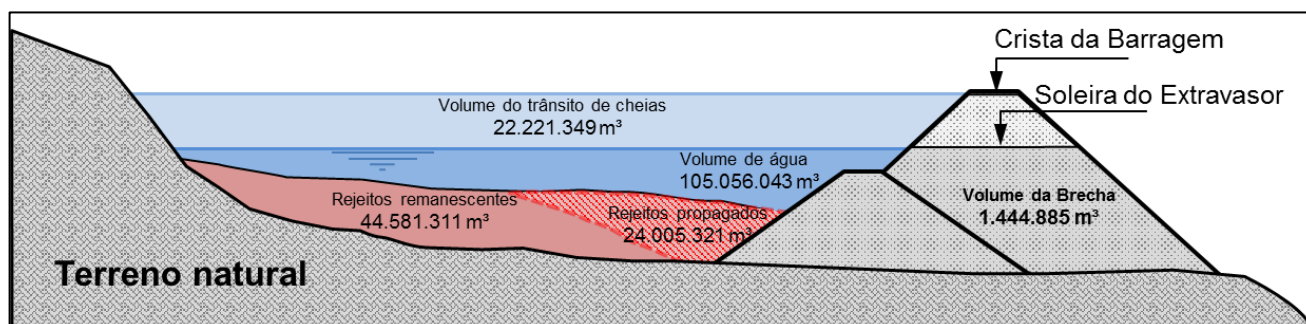 Crista da Barragem
Soleira do Extravasor
Volume do trânsito de cheias
22.221.349 m³
Volume de água
105.056.043 m³
Rejeitos remanescentes
44.581.311 m³
Rejeitos propagados
24.005.321 m³
Volume da Brecha
1.444.885 m³
Terreno natural